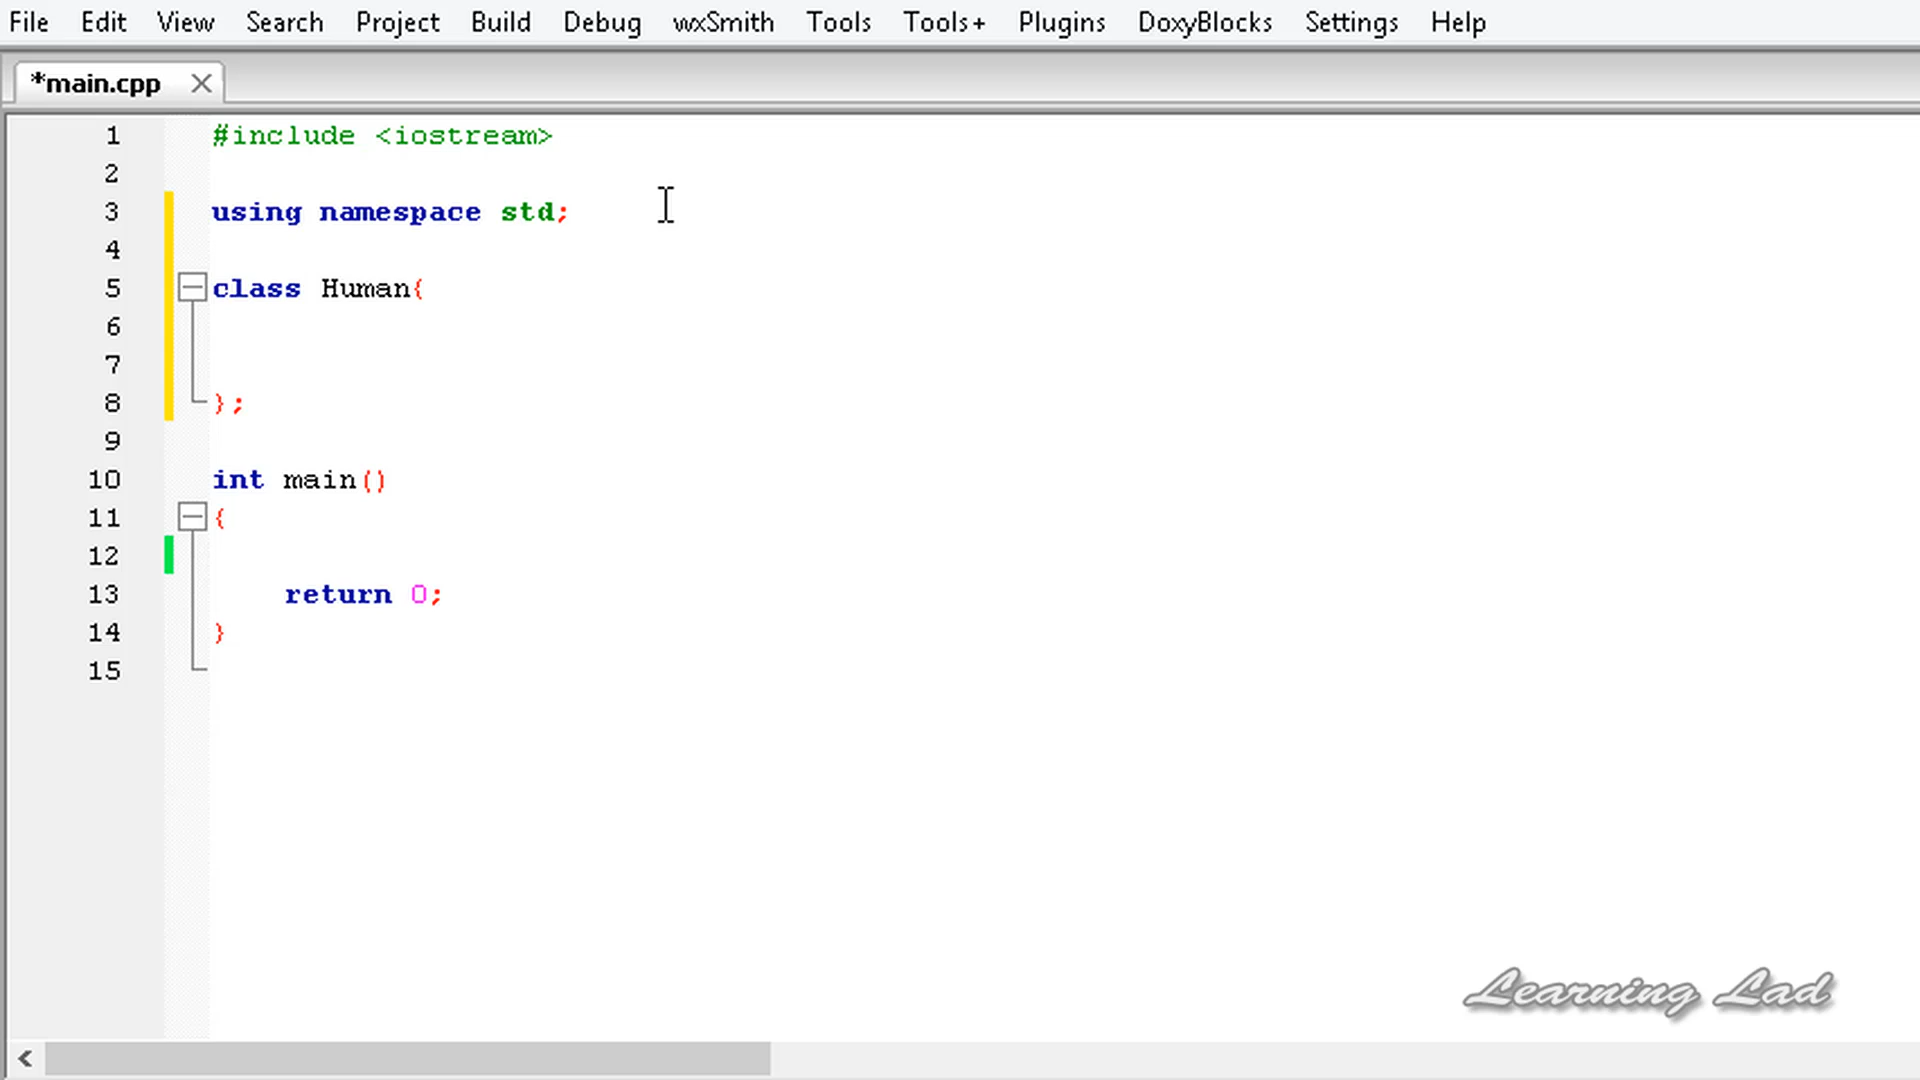 File Edit View Search Project Build Debug wxSmith Tools Tools+ Plugins DoxyBlocks Settings Help
*main.cpp
1 #include <iostream>
2
3 using namespace std;
4
5 class Human{
6
7
8 };
9
10 int main()
11 {
12
13 return 0;
14 }
15
Learning Lad